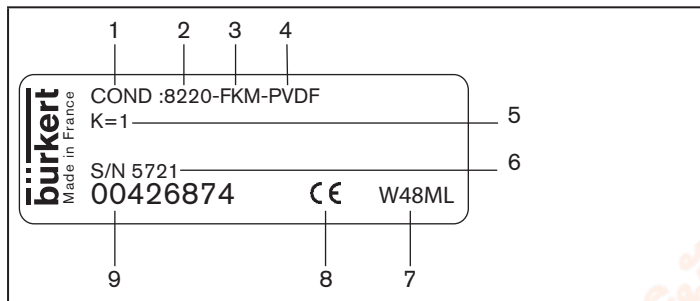 1 2 3 4
bürkert
Made in France
COND :8220-FKM-PVDF
K=1
5
S/N 5721
6
00426874 CE W48ML
9 8 7